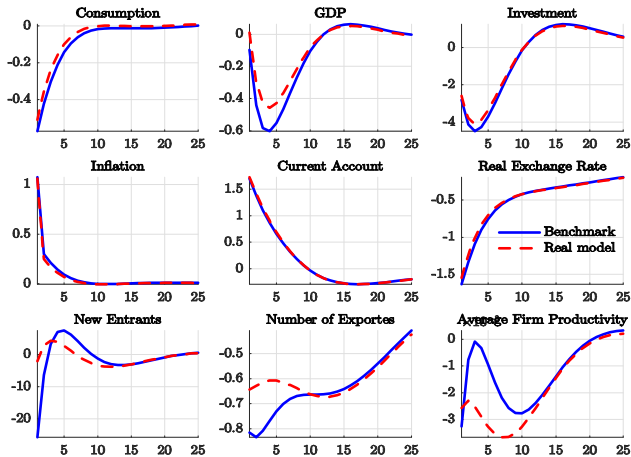 Consumption
0
-0.2
-0.4
5 10 15 20 25
GDP
0
-0.2
-0.4
-0.6
5 10 15 20 25
Investment
0
-2
-4
5 10 15 20 25
Inflation
1
0.5
0
5 10 15 20 25
Current Account
1.5
1
0.5
0
5 10 15 20 25
Real Exchange Rate
-0.5
-1
-1.5
Benchmark
Real model
5 10 15 20 25
New Entrants
0
-10
-20
5 10 15 20 25
Number of Exportes
-0.5
-0.6
-0.7
-0.8
5 10 15 20 25
Average Firm Productivity
0
-1
-2
-3
5 10 15 20 25